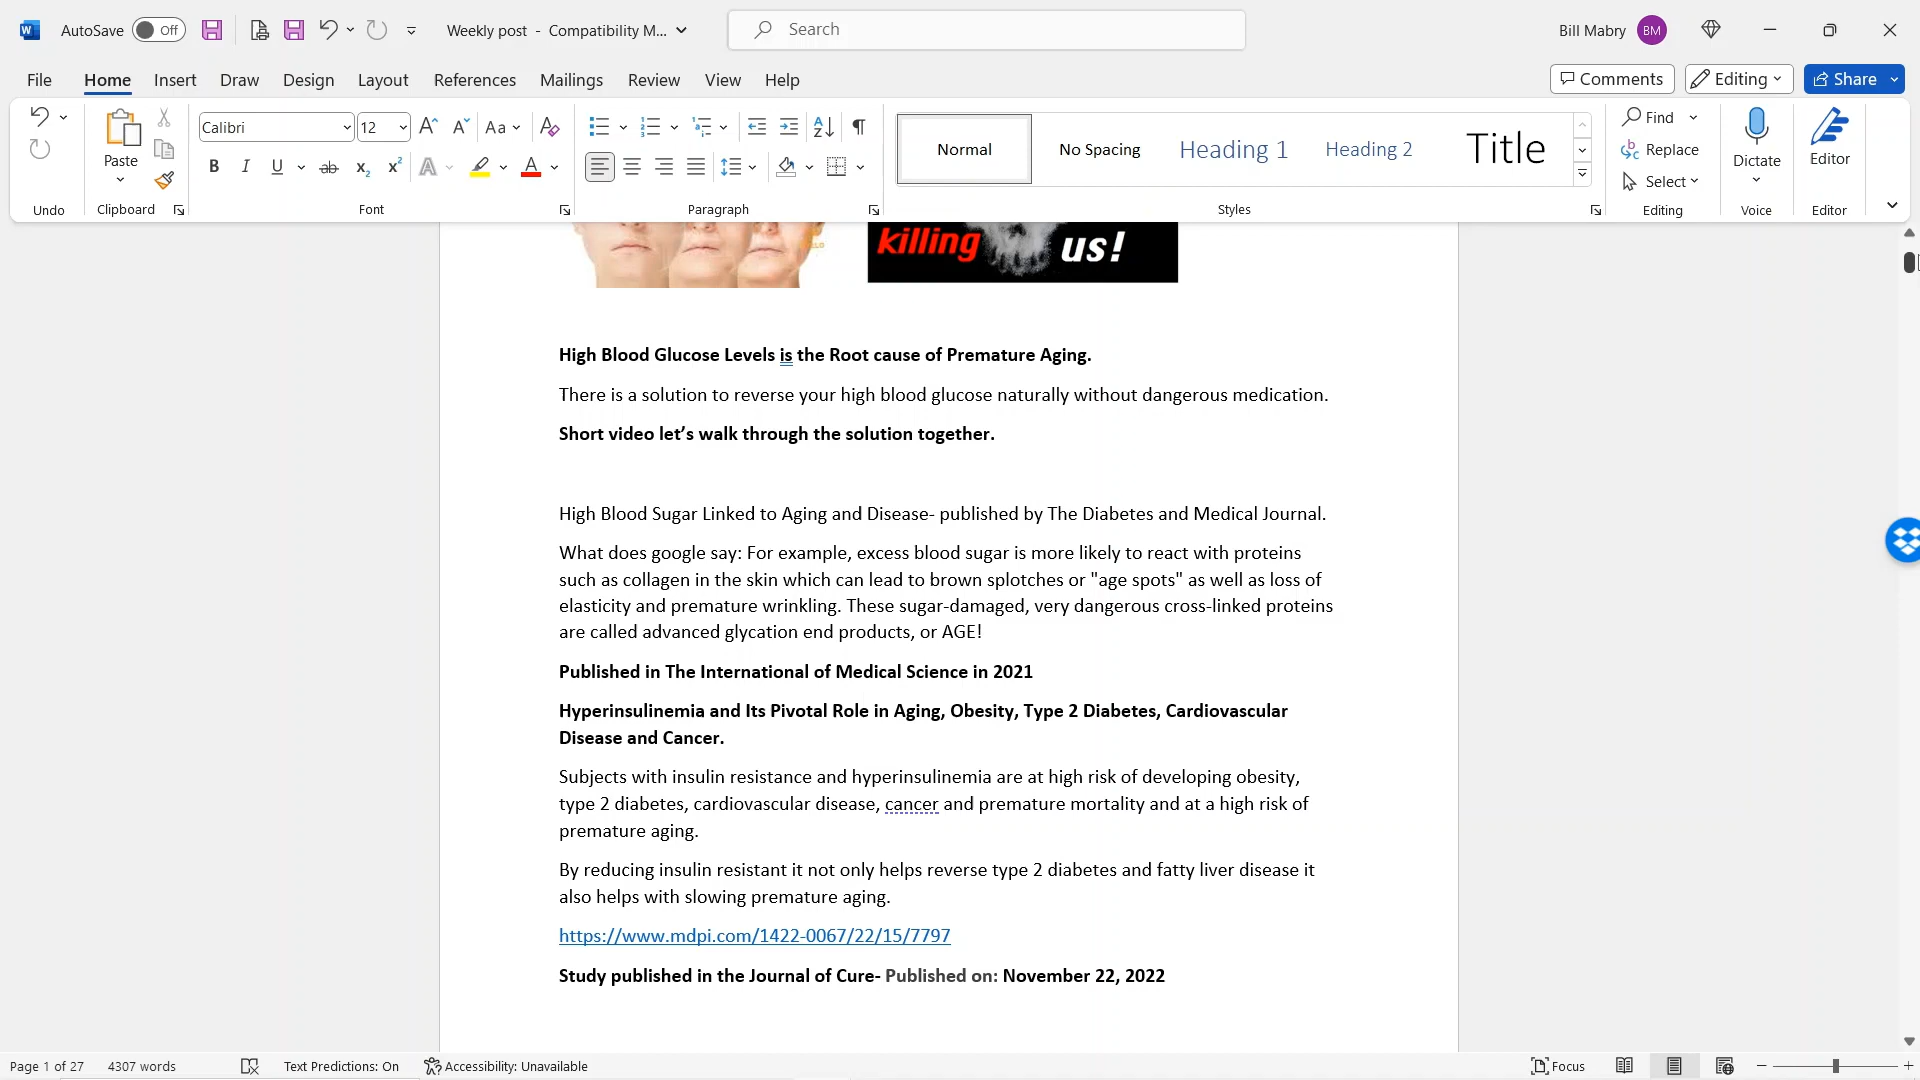 AutoSave Off Weekly post - Compatibility M... Search Bill Mabry BM
File Home Insert Draw Design Layout References Mailings Review View Help Comments Editing Share
Paste Calibri 12 Aa Normal No Spacing Heading 1 Heading 2 Title Find Replace Select Dictate Editor
Undo Clipboard Font Paragraph Styles Editing Voice Editor
killing us!
High Blood Glucose Levels is the Root cause of Premature Aging.
There is a solution to reverse your high blood glucose naturally without dangerous medication.
Short video let’s walk through the solution together.
High Blood Sugar Linked to Aging and Disease- published by The Diabetes and Medical Journal.
What does google say: For example, excess blood sugar is more likely to react with proteins
such as collagen in the skin which can lead to brown splotches or "age spots" as well as loss of
elasticity and premature wrinkling. These sugar-damaged, very dangerous cross-linked proteins
are called advanced glycation end products, or AGE!
Published in The International of Medical Science in 2021
Hyperinsulinemia and Its Pivotal Role in Aging, Obesity, Type 2 Diabetes, Cardiovascular
Disease and Cancer.
Subjects with insulin resistance and hyperinsulinemia are at high risk of developing obesity,
type 2 diabetes, cardiovascular disease, cancer and premature mortality and at a high risk of
premature aging.
By reducing insulin resistant it not only helps reverse type 2 diabetes and fatty liver disease it
also helps with slowing premature aging.
https://www.mdpi.com/1422-0067/22/15/7797
Study published in the Journal of Cure- Published on: November 22, 2022
Page 1 of 27 4307 words Text Predictions: On Accessibility: Unavailable Focus